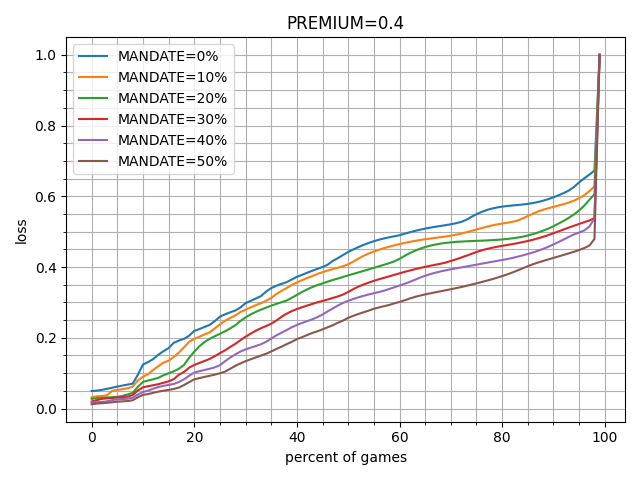 PREMIUM=0.4
MANDATE=0%
MANDATE=10%
MANDATE=20%
MANDATE=30%
MANDATE=40%
MANDATE=50%
loss
1.0
0.8
0.6
0.4
0.2
0.0
0 20 40 60 80 100
percent of games